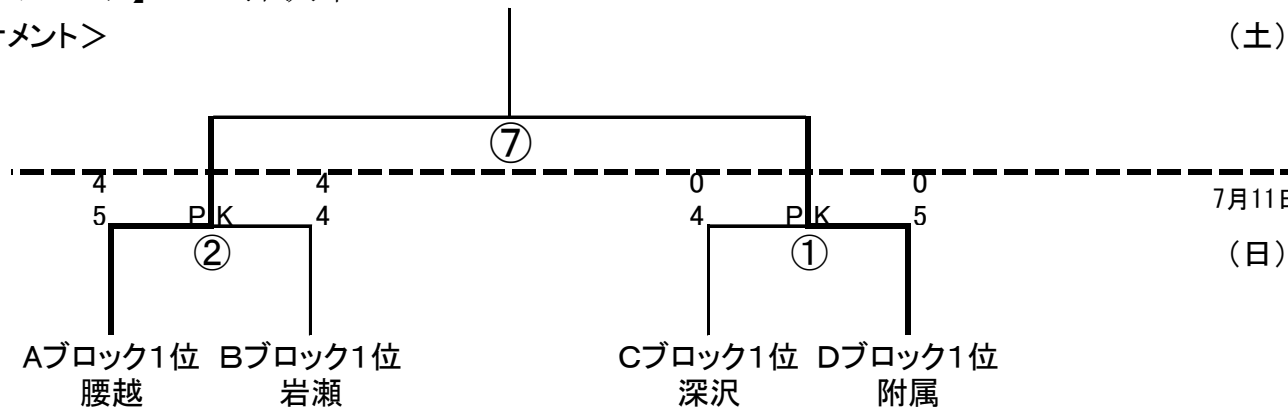 ナメント＞
（土）
⑦
4 4 0 0
7月11日
5 PK 4 4 PK 5
② ①
（日）
Aブロック1位 Bブロック1位 Cブロック1位 Dブロック1位
腰越 岩瀬 深沢 附属